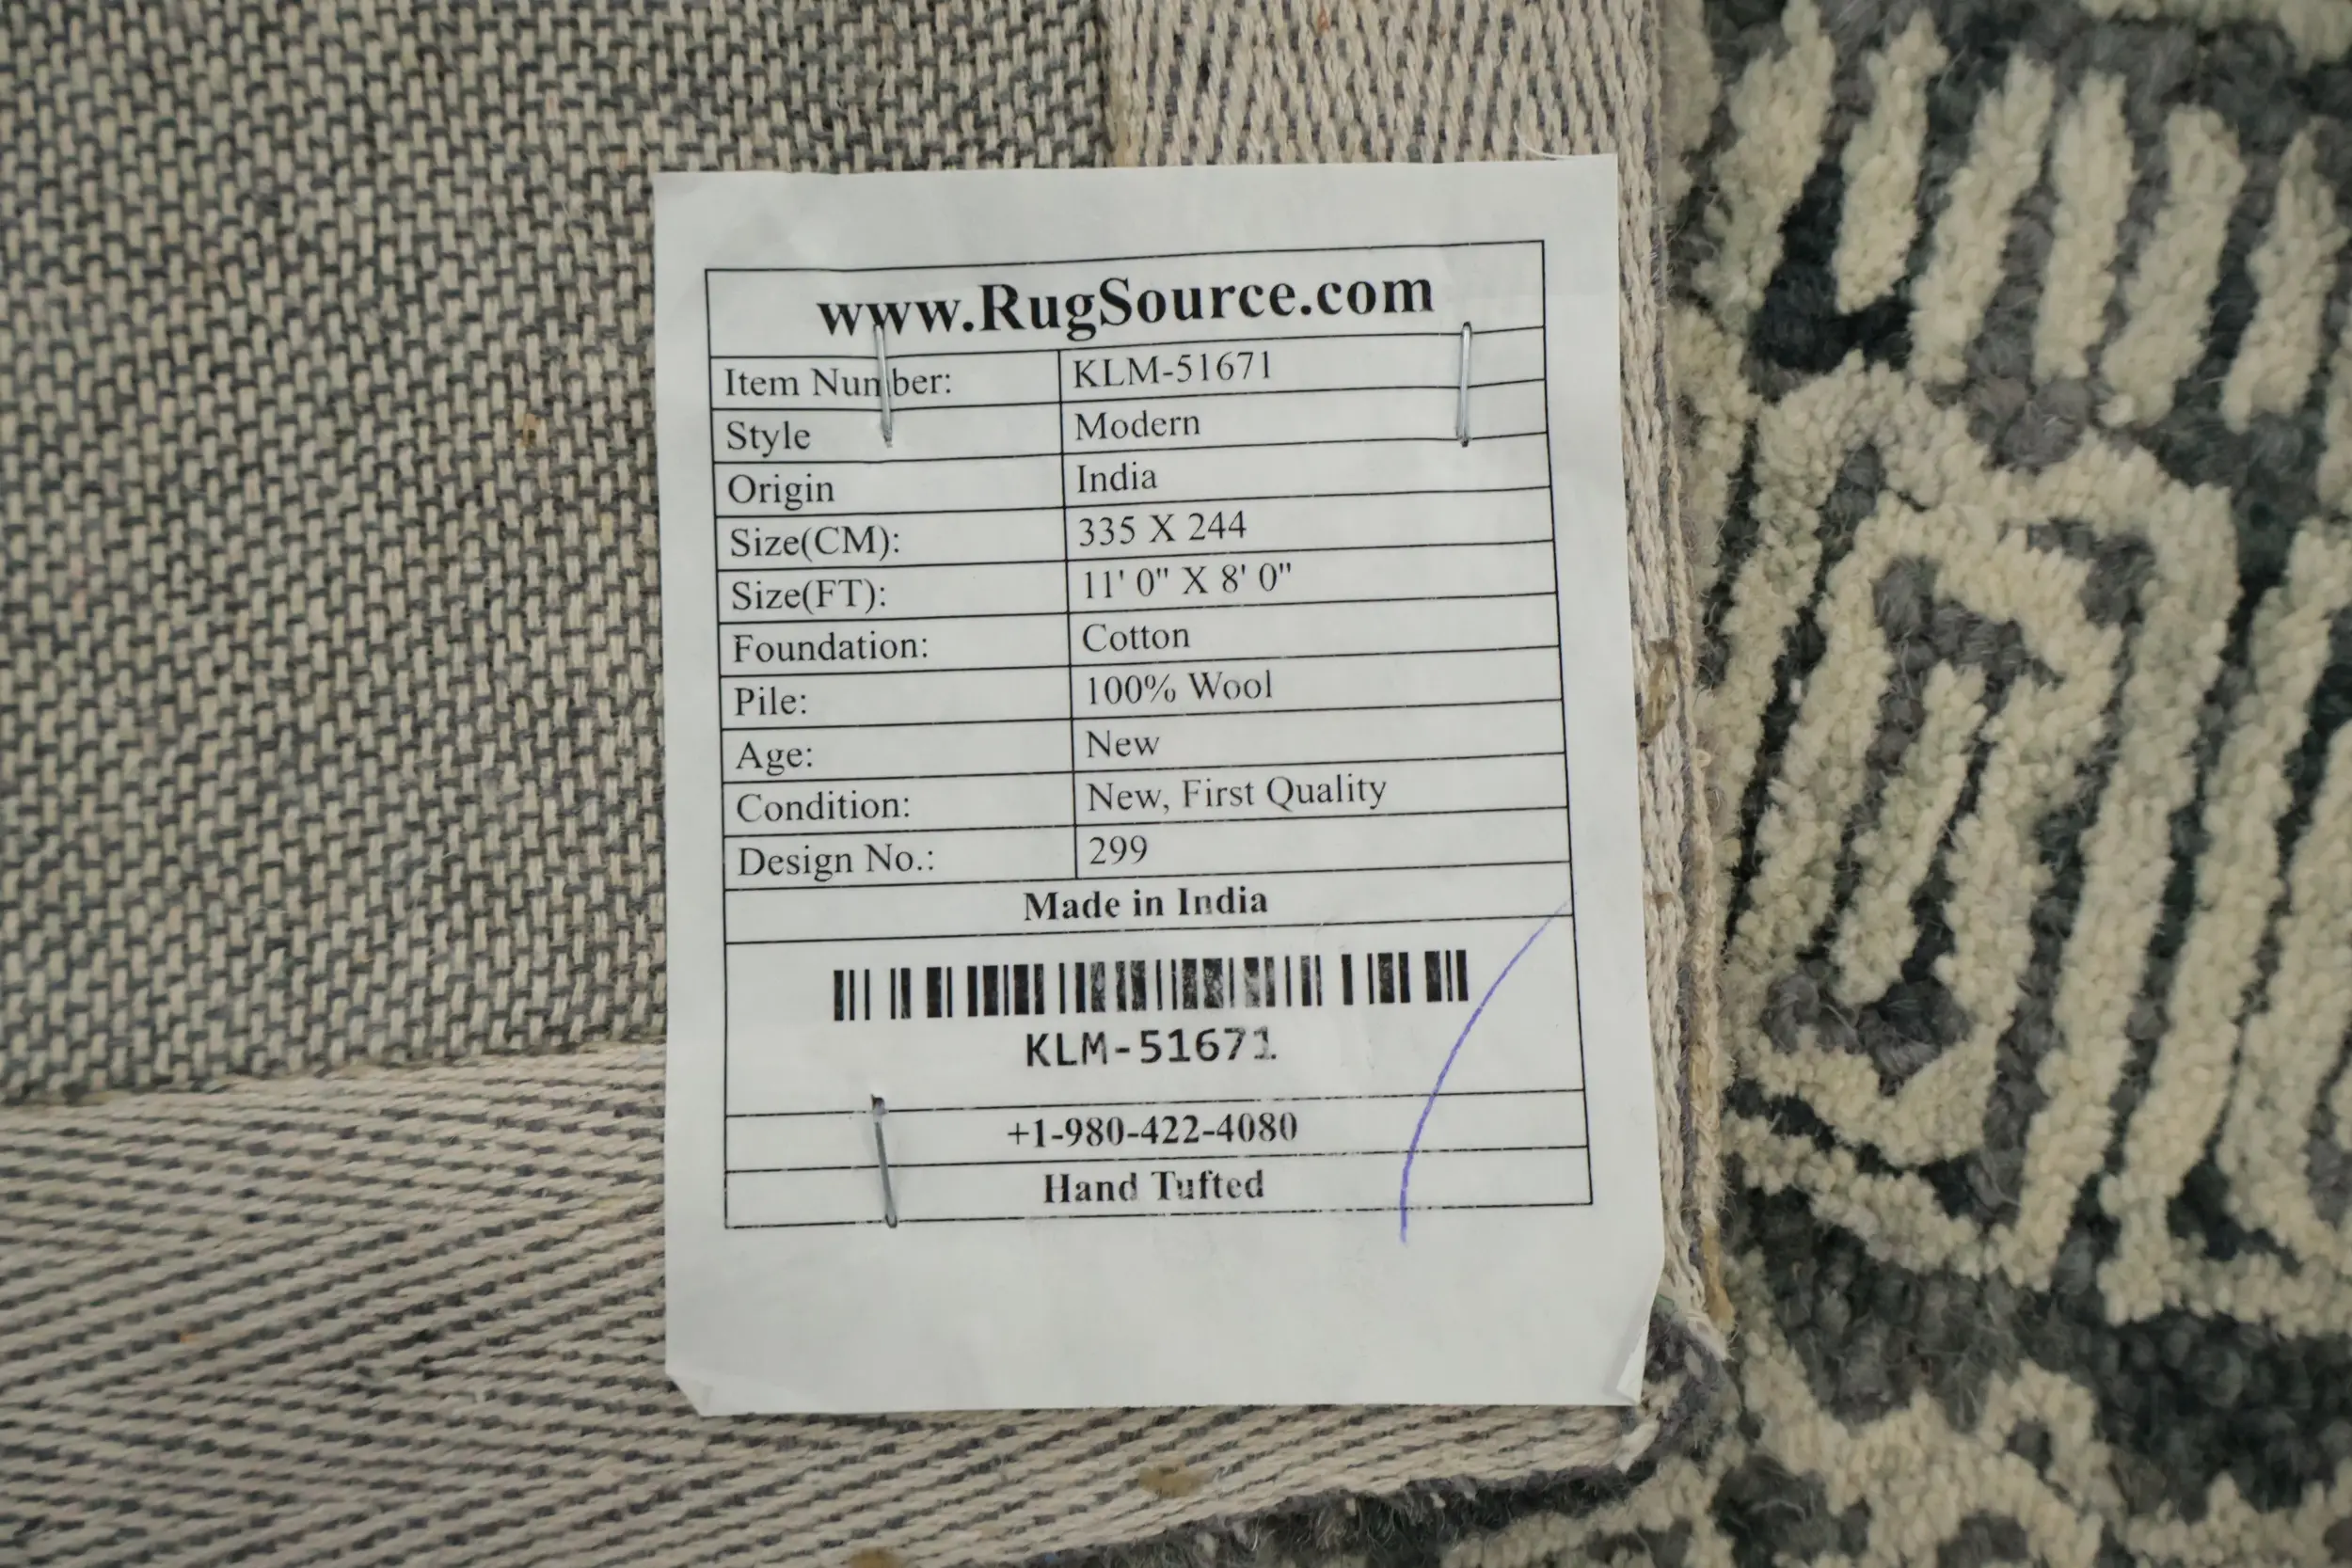 www.RugSource.com
Item Number: KLM-51671
Style Modern
Origin India
Size(CM): 335 X 244
Size(FT): 11' 0" X 8' 0"
Foundation: Cotton
Pile: 100% Wool
Age: New
Condition: New, First Quality
Design No.: 299
Made in India
KLM-51671
+1-980-422-4080
Hand Tufted